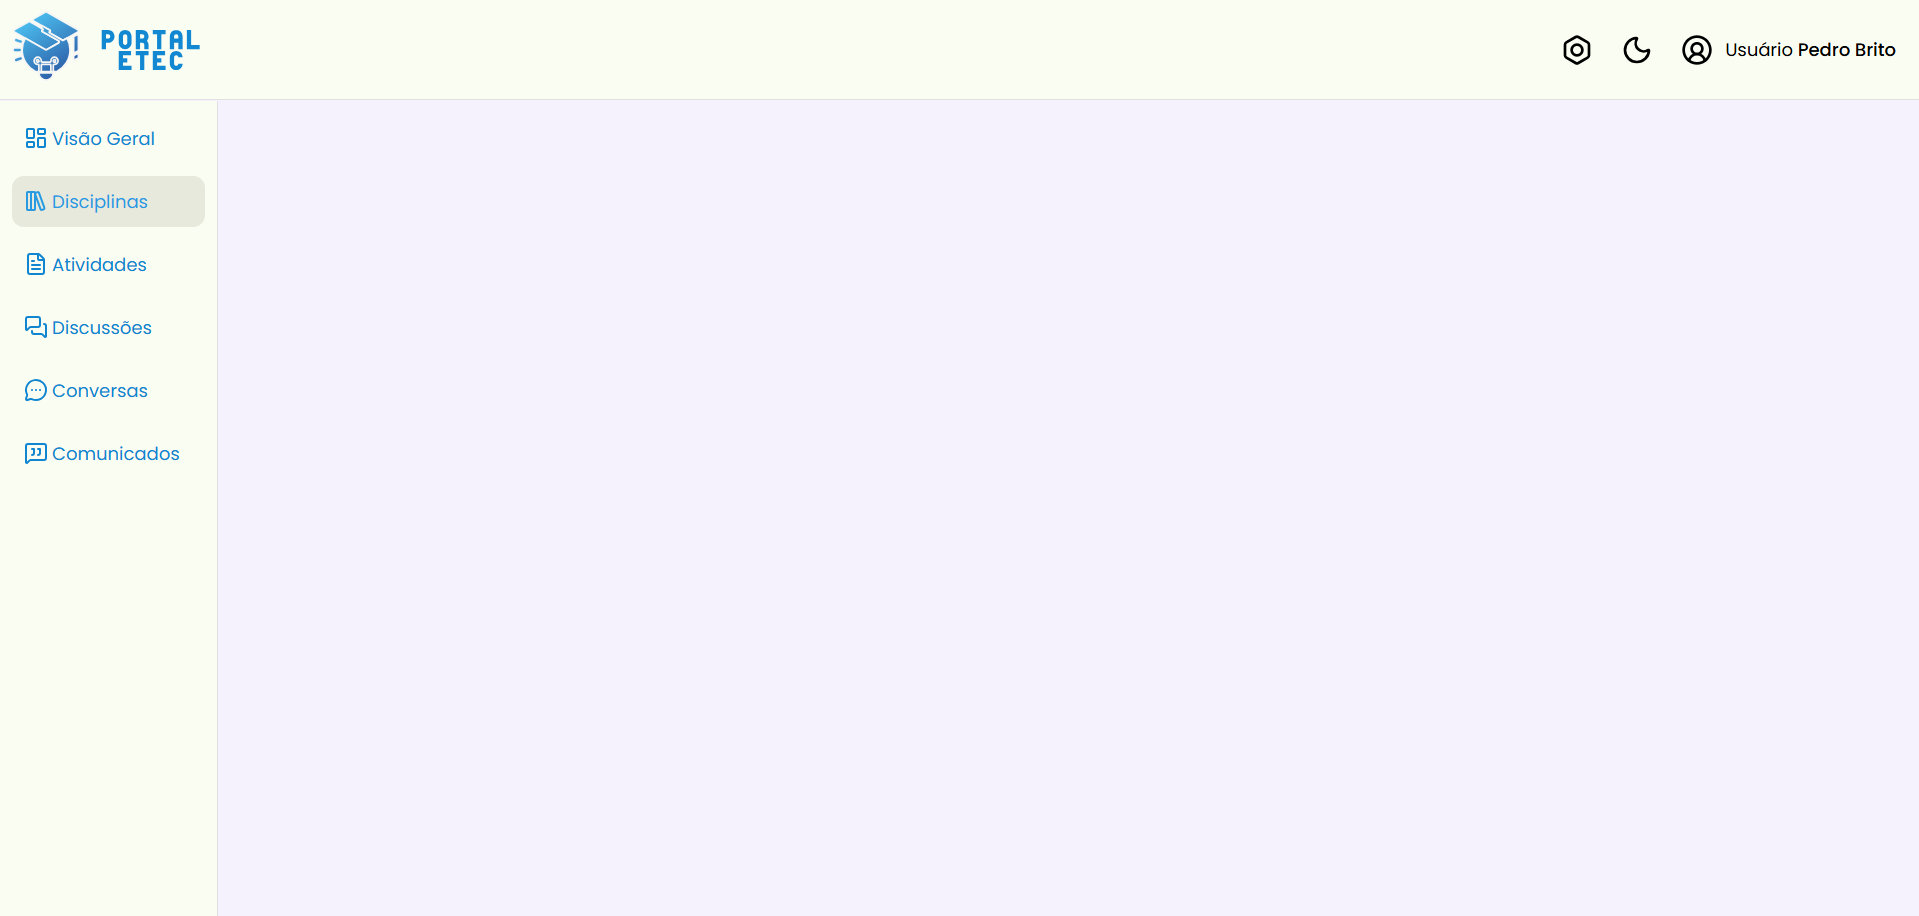 PORTAL
ETEC
Usuário Pedro Brito
Visão Geral
Disciplinas
Atividades
Discussões
Conversas
Comunicados